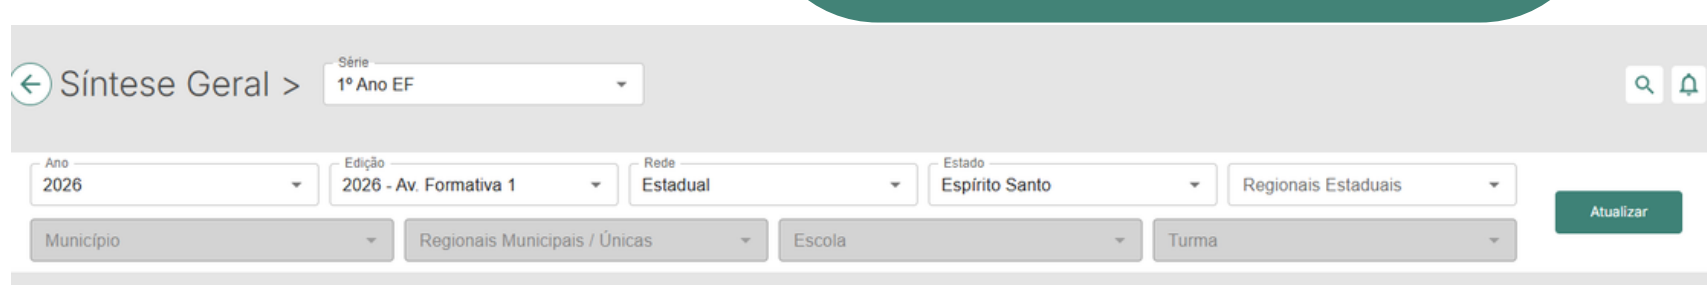 Síntese Geral >
Série
1º Ano EF
Ano
2026
Edição
2026 - Av. Formativa 1
Rede
Estadual
Estado
Espírito Santo
Regionais Estaduais
Atualizar
Município
Regionais Municipais / Únicas
Escola
Turma